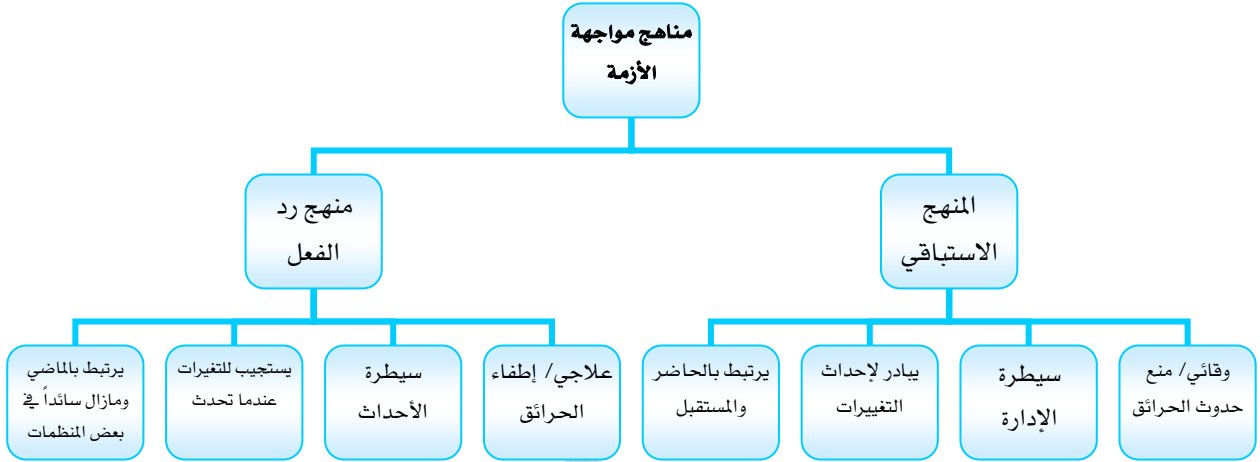 مناهج مواجهة
الأزمة
المنهج
الاستباقي
منهج رد
الفعل
وقائي/ منع
حدوث الحرائق
سيطرة
الإدارة
يبادر لإحداث
التغييرات
يرتبط بالحاضر
والمستقبل
علاجي/ إطفاء
الحرائق
سيطرة
الأحداث
يستجيب للتغيرات
عندما تحدث
يرتبط بالماضي
ومازال سائداً في
بعض المنظمات